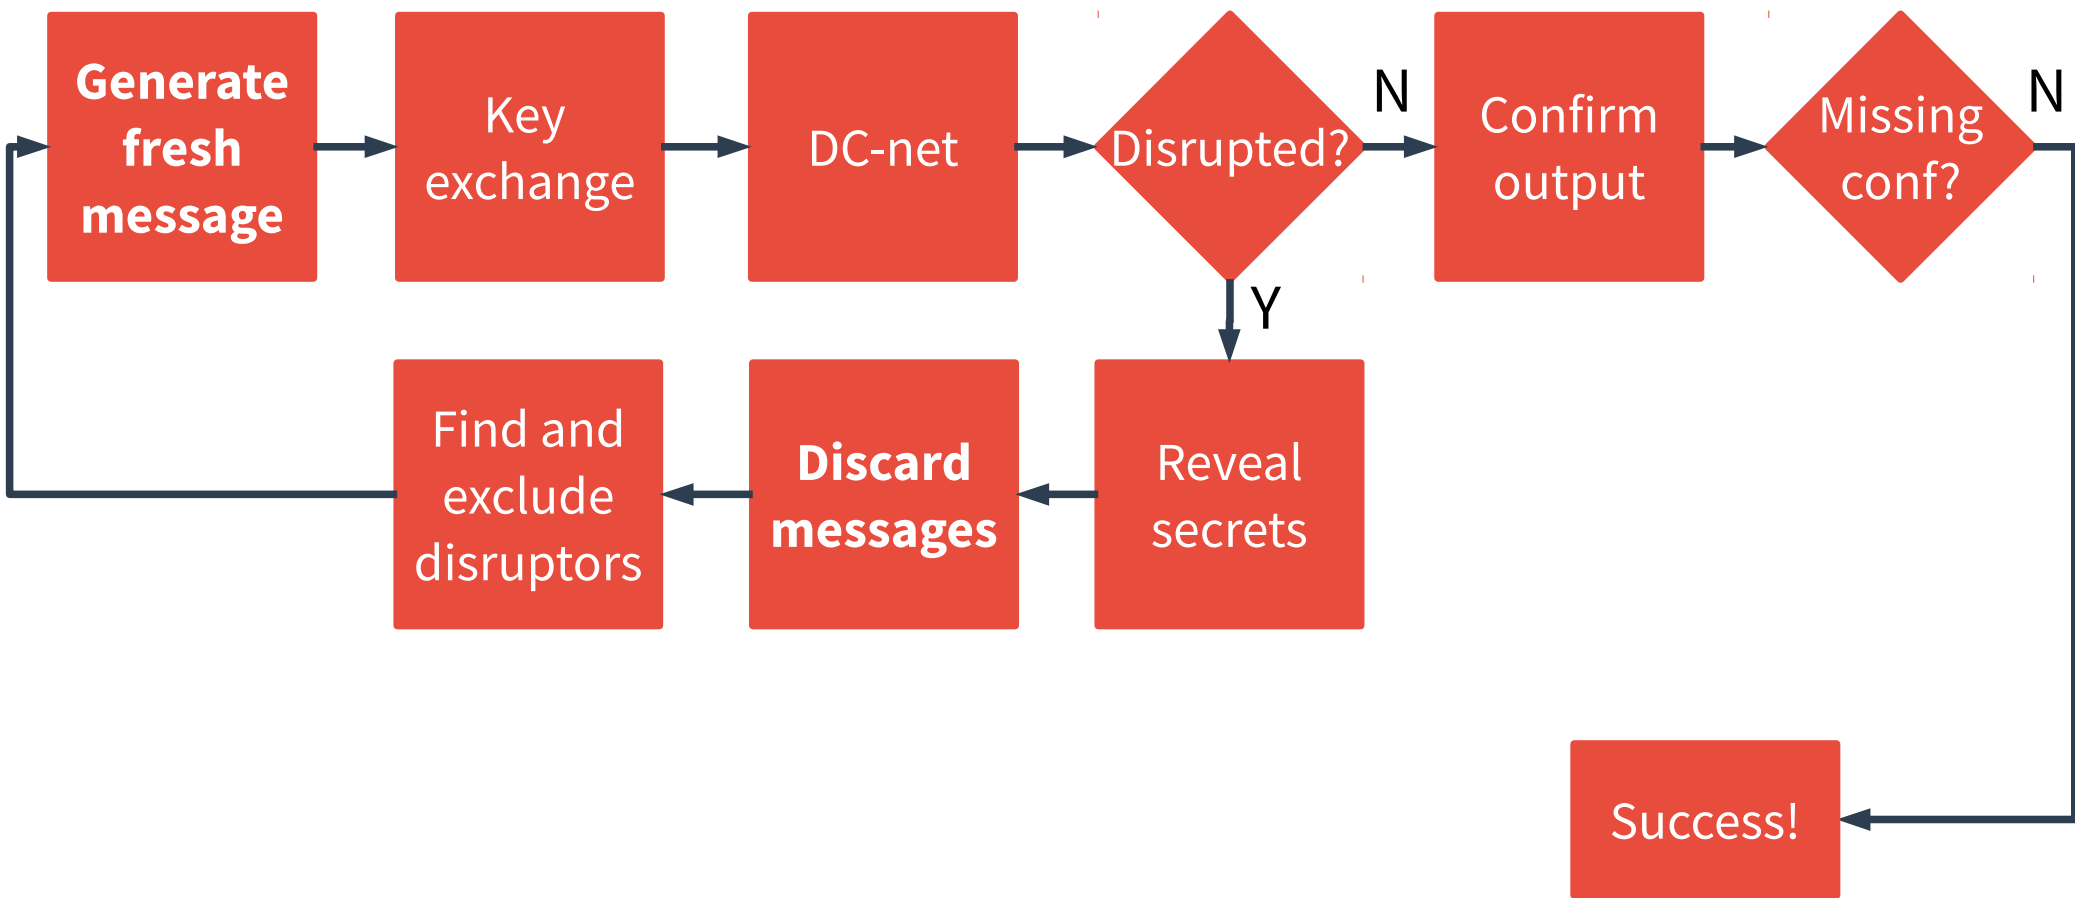 Generate
fresh
message
Key
exchange
DC-net
Disrupted?
N
Confirm
output
Missing
conf?
N
Y
Find and
exclude
disruptors
Discard
messages
Reveal
secrets
Success!